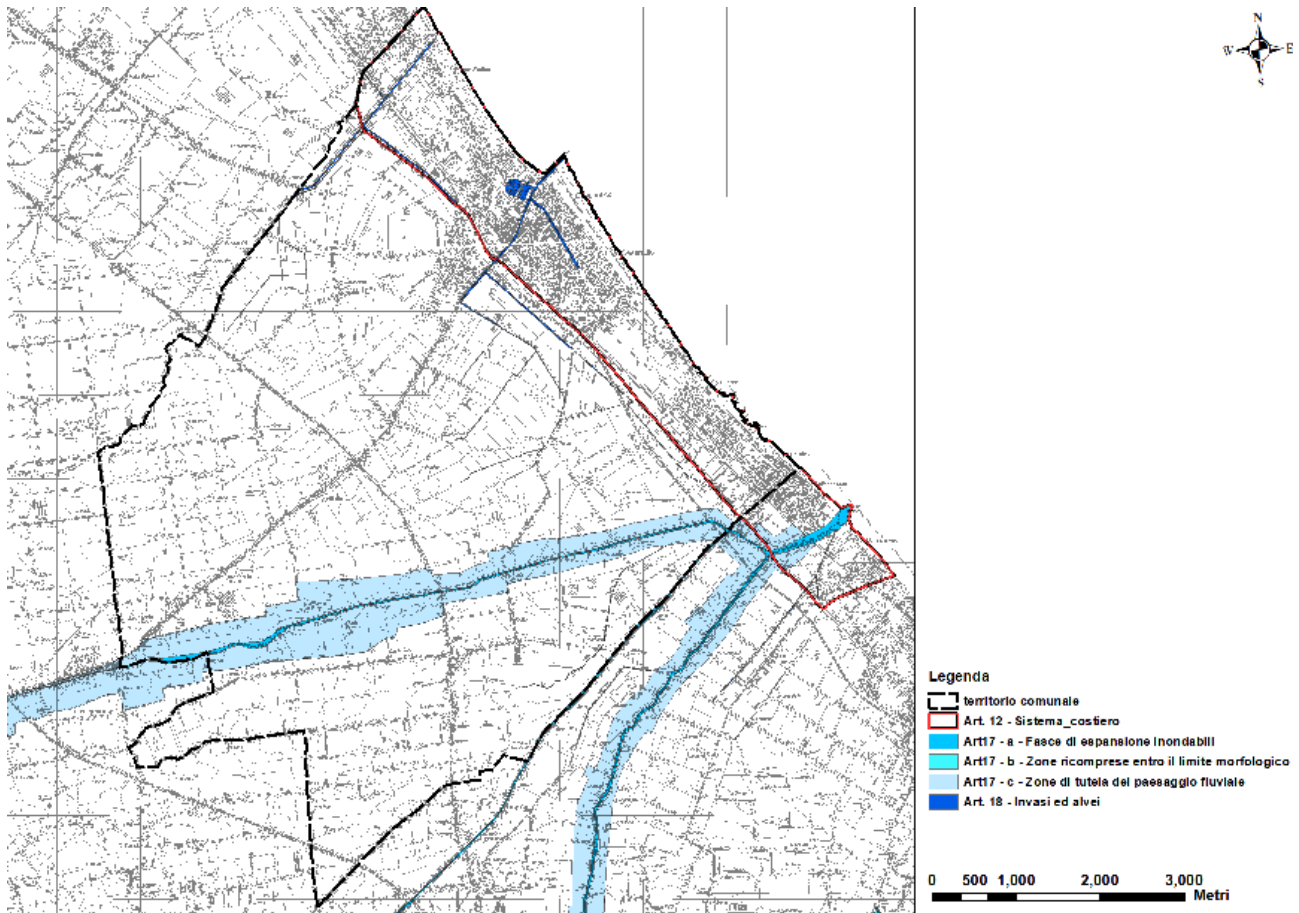 N
W E
S
Legenda
territorio comunale
Art. 12 - Sistema_costiero
Art17 - a - Fasce di espansione inondabili
Art17 - b - Zone ricomprese entro il limite morfologico
Art17 - c - Zone di tutela del paesaggio fluviale
Art. 18 - Invasi ed alvei
0 500 1,000 2,000 3,000
Metri